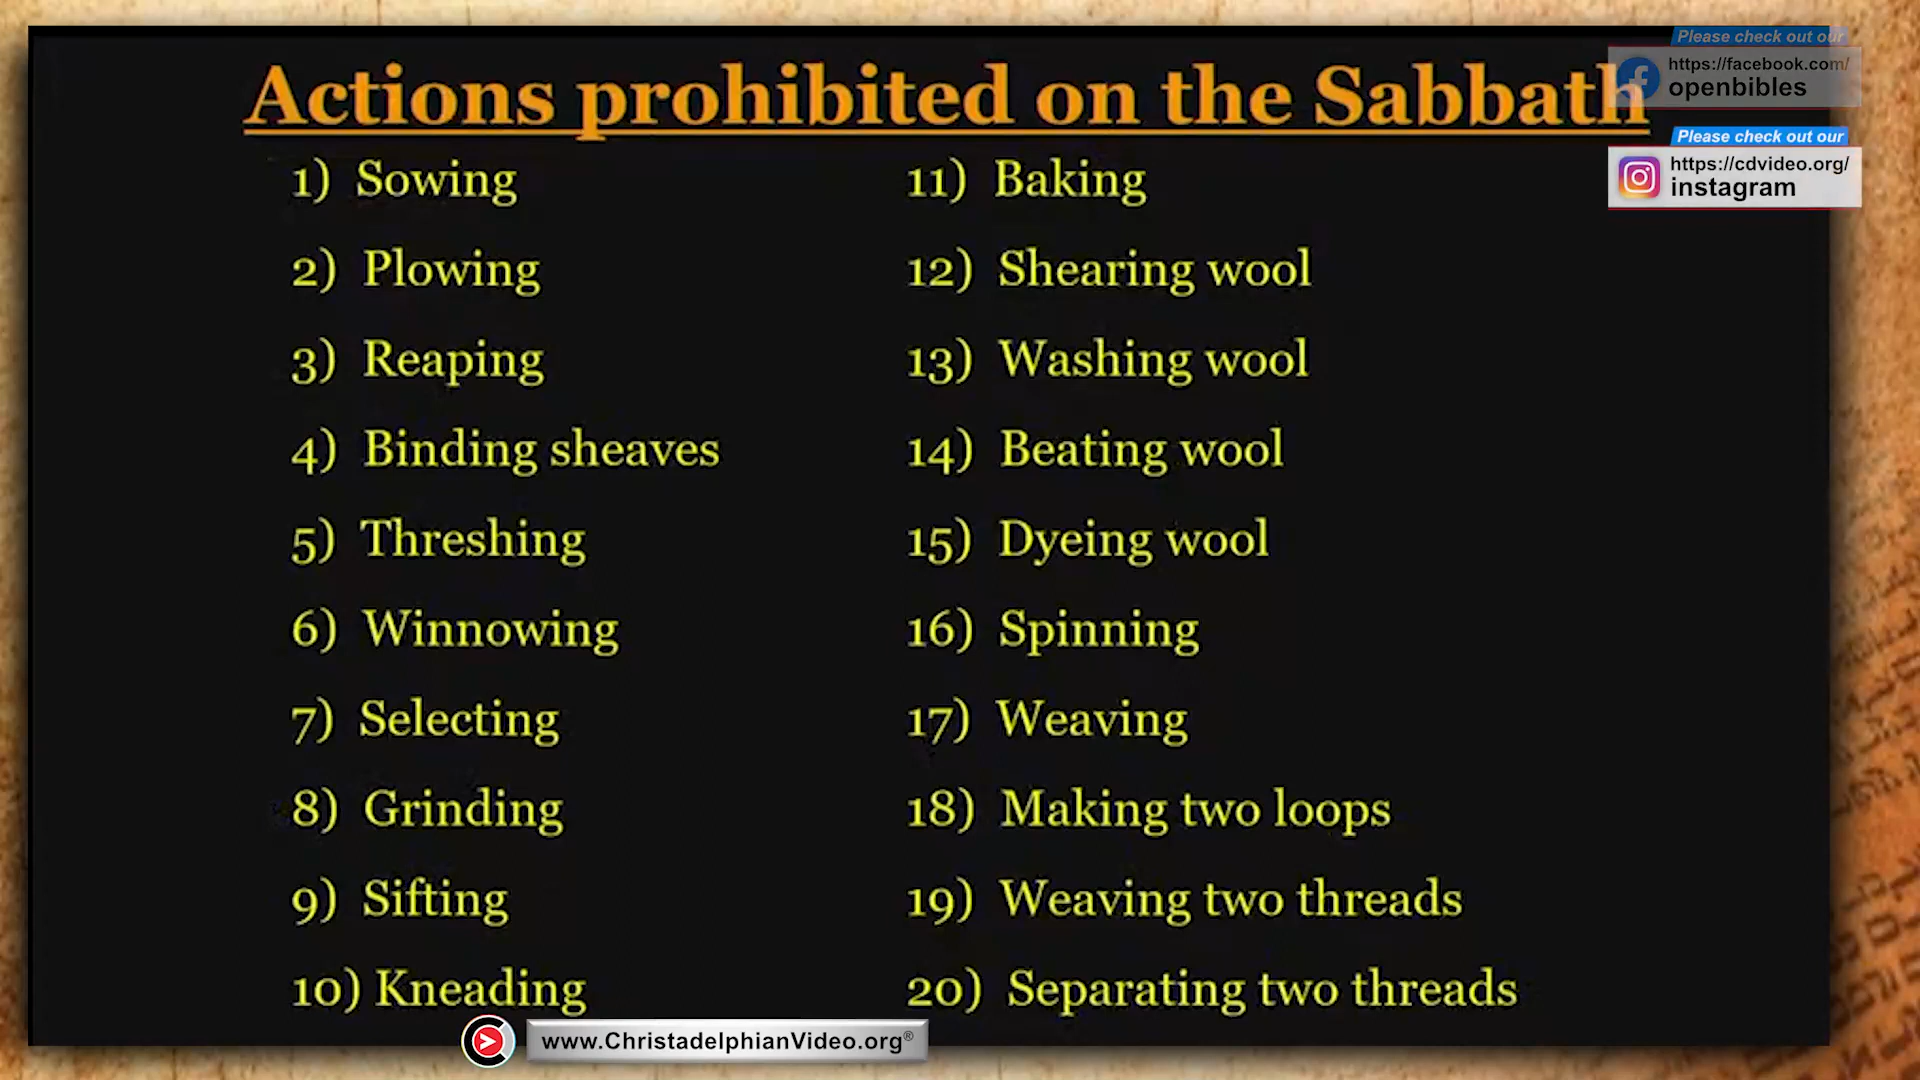 Actions prohibited on the Sabbath
1) Sowing
2) Plowing
3) Reaping
4) Binding sheaves
5) Threshing
6) Winnowing
7) Selecting
8) Grinding
9) Sifting
10) Kneading
11) Baking
12) Shearing wool
13) Washing wool
14) Beating wool
15) Dyeing wool
16) Spinning
17) Weaving
18) Making two loops
19) Weaving two threads
20) Separating two threads
Please check out our
https://facebook.com/
openbibles
Please check out our
https://cdvideo.org/
instagram
www.ChristadelphianVideo.org®